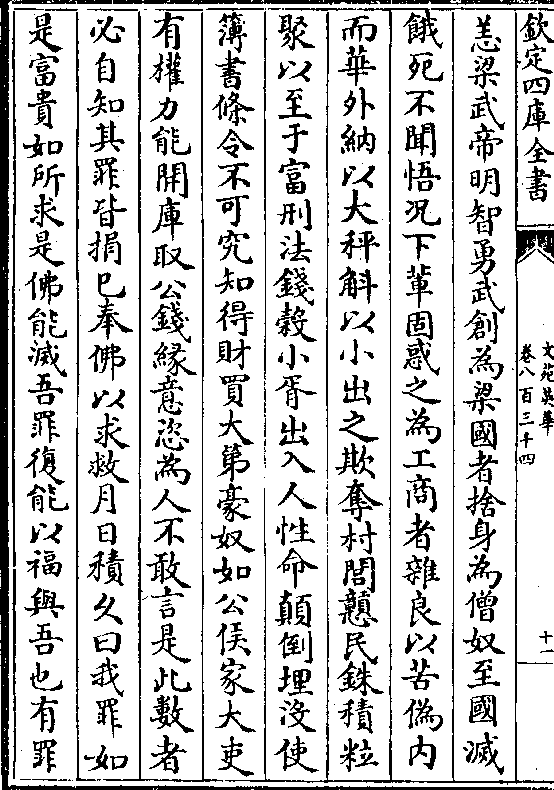 欽定四庫全書
文苑英華
卷八百三十四
十一
恙梁武帝明智勇武創為梁國者捨身為僧奴至國滅
餓死不聞悟况下輩固惑之為工商者雜良以苦偽内
而華外納以大秤斛以小出之欺奪村閭戇民銖積粒
聚以至于富刑法錢穀小胥出入人性命顛倒埋没使
簿書條令不可究知得財買大第豪奴如公侯家大吏
有權力能開庫取公錢縁意恣為人不敢言是此數者
必自知其罪皆捐已奉佛以求救月日積久曰我罪如
是富貴如所求是佛能滅吾罪復能以福與吾也有罪